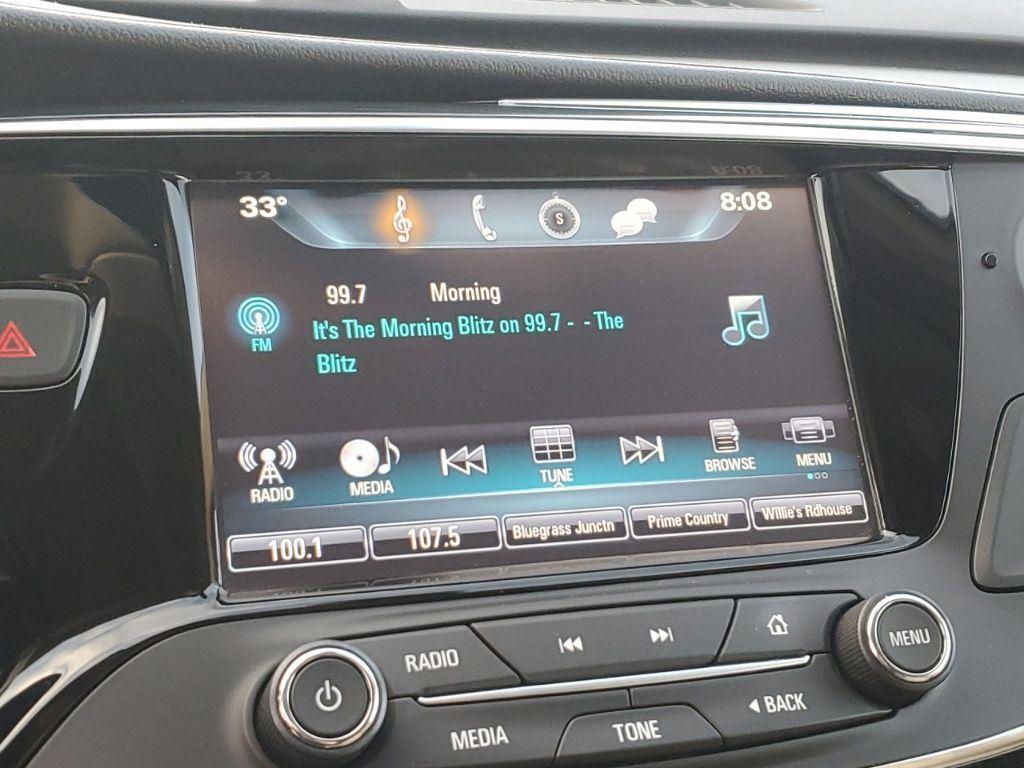 33° 8:08
S
99.7 Morning
It's The Morning Blitz on 99.7 - - The
Blitz
FM
RADIO MEDIA TUNE BROWSE MENU
100.1 107.5 Bluegrass Junctn Prime Country Willie's Rdhouse
RADIO MENU
MEDIA TONE BACK